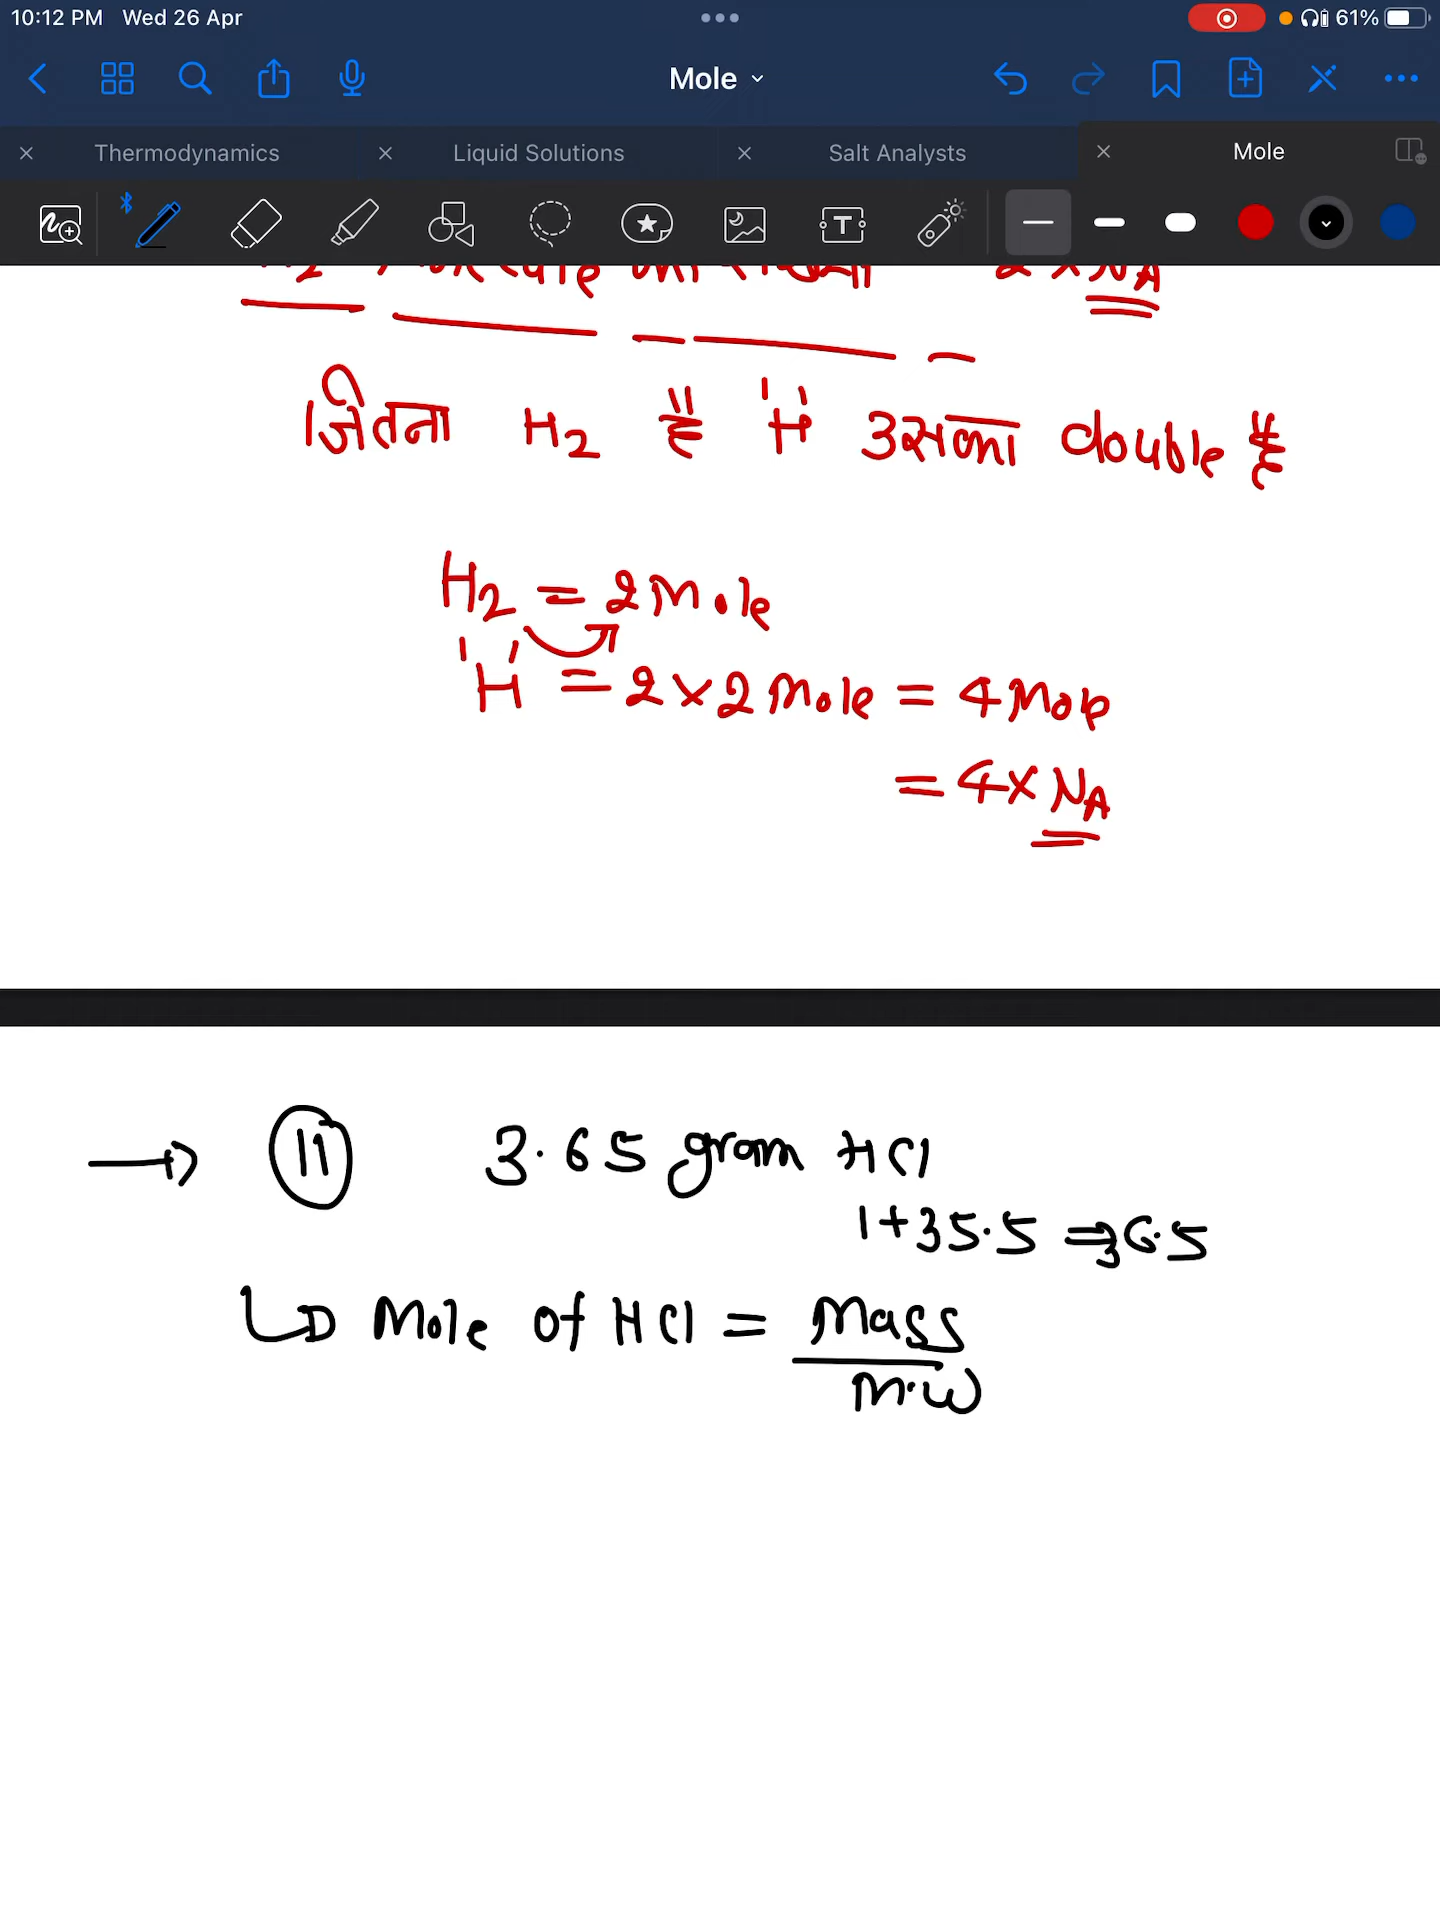 10:12 PM Wed 26 Apr 61%
Mole
Thermodynamics Liquid Solutions Salt Analysts Mole
T
2 × NA
जितना H2 है 'H' उसका double है
H2 = 2 Mole
'H' = 2 × 2 Mole = 4 Mole
= 4 × NA
→ 11 3.65 gram HCl
1+35.5 ⇒ 36.5
Mole of HCl = Mass
M.W